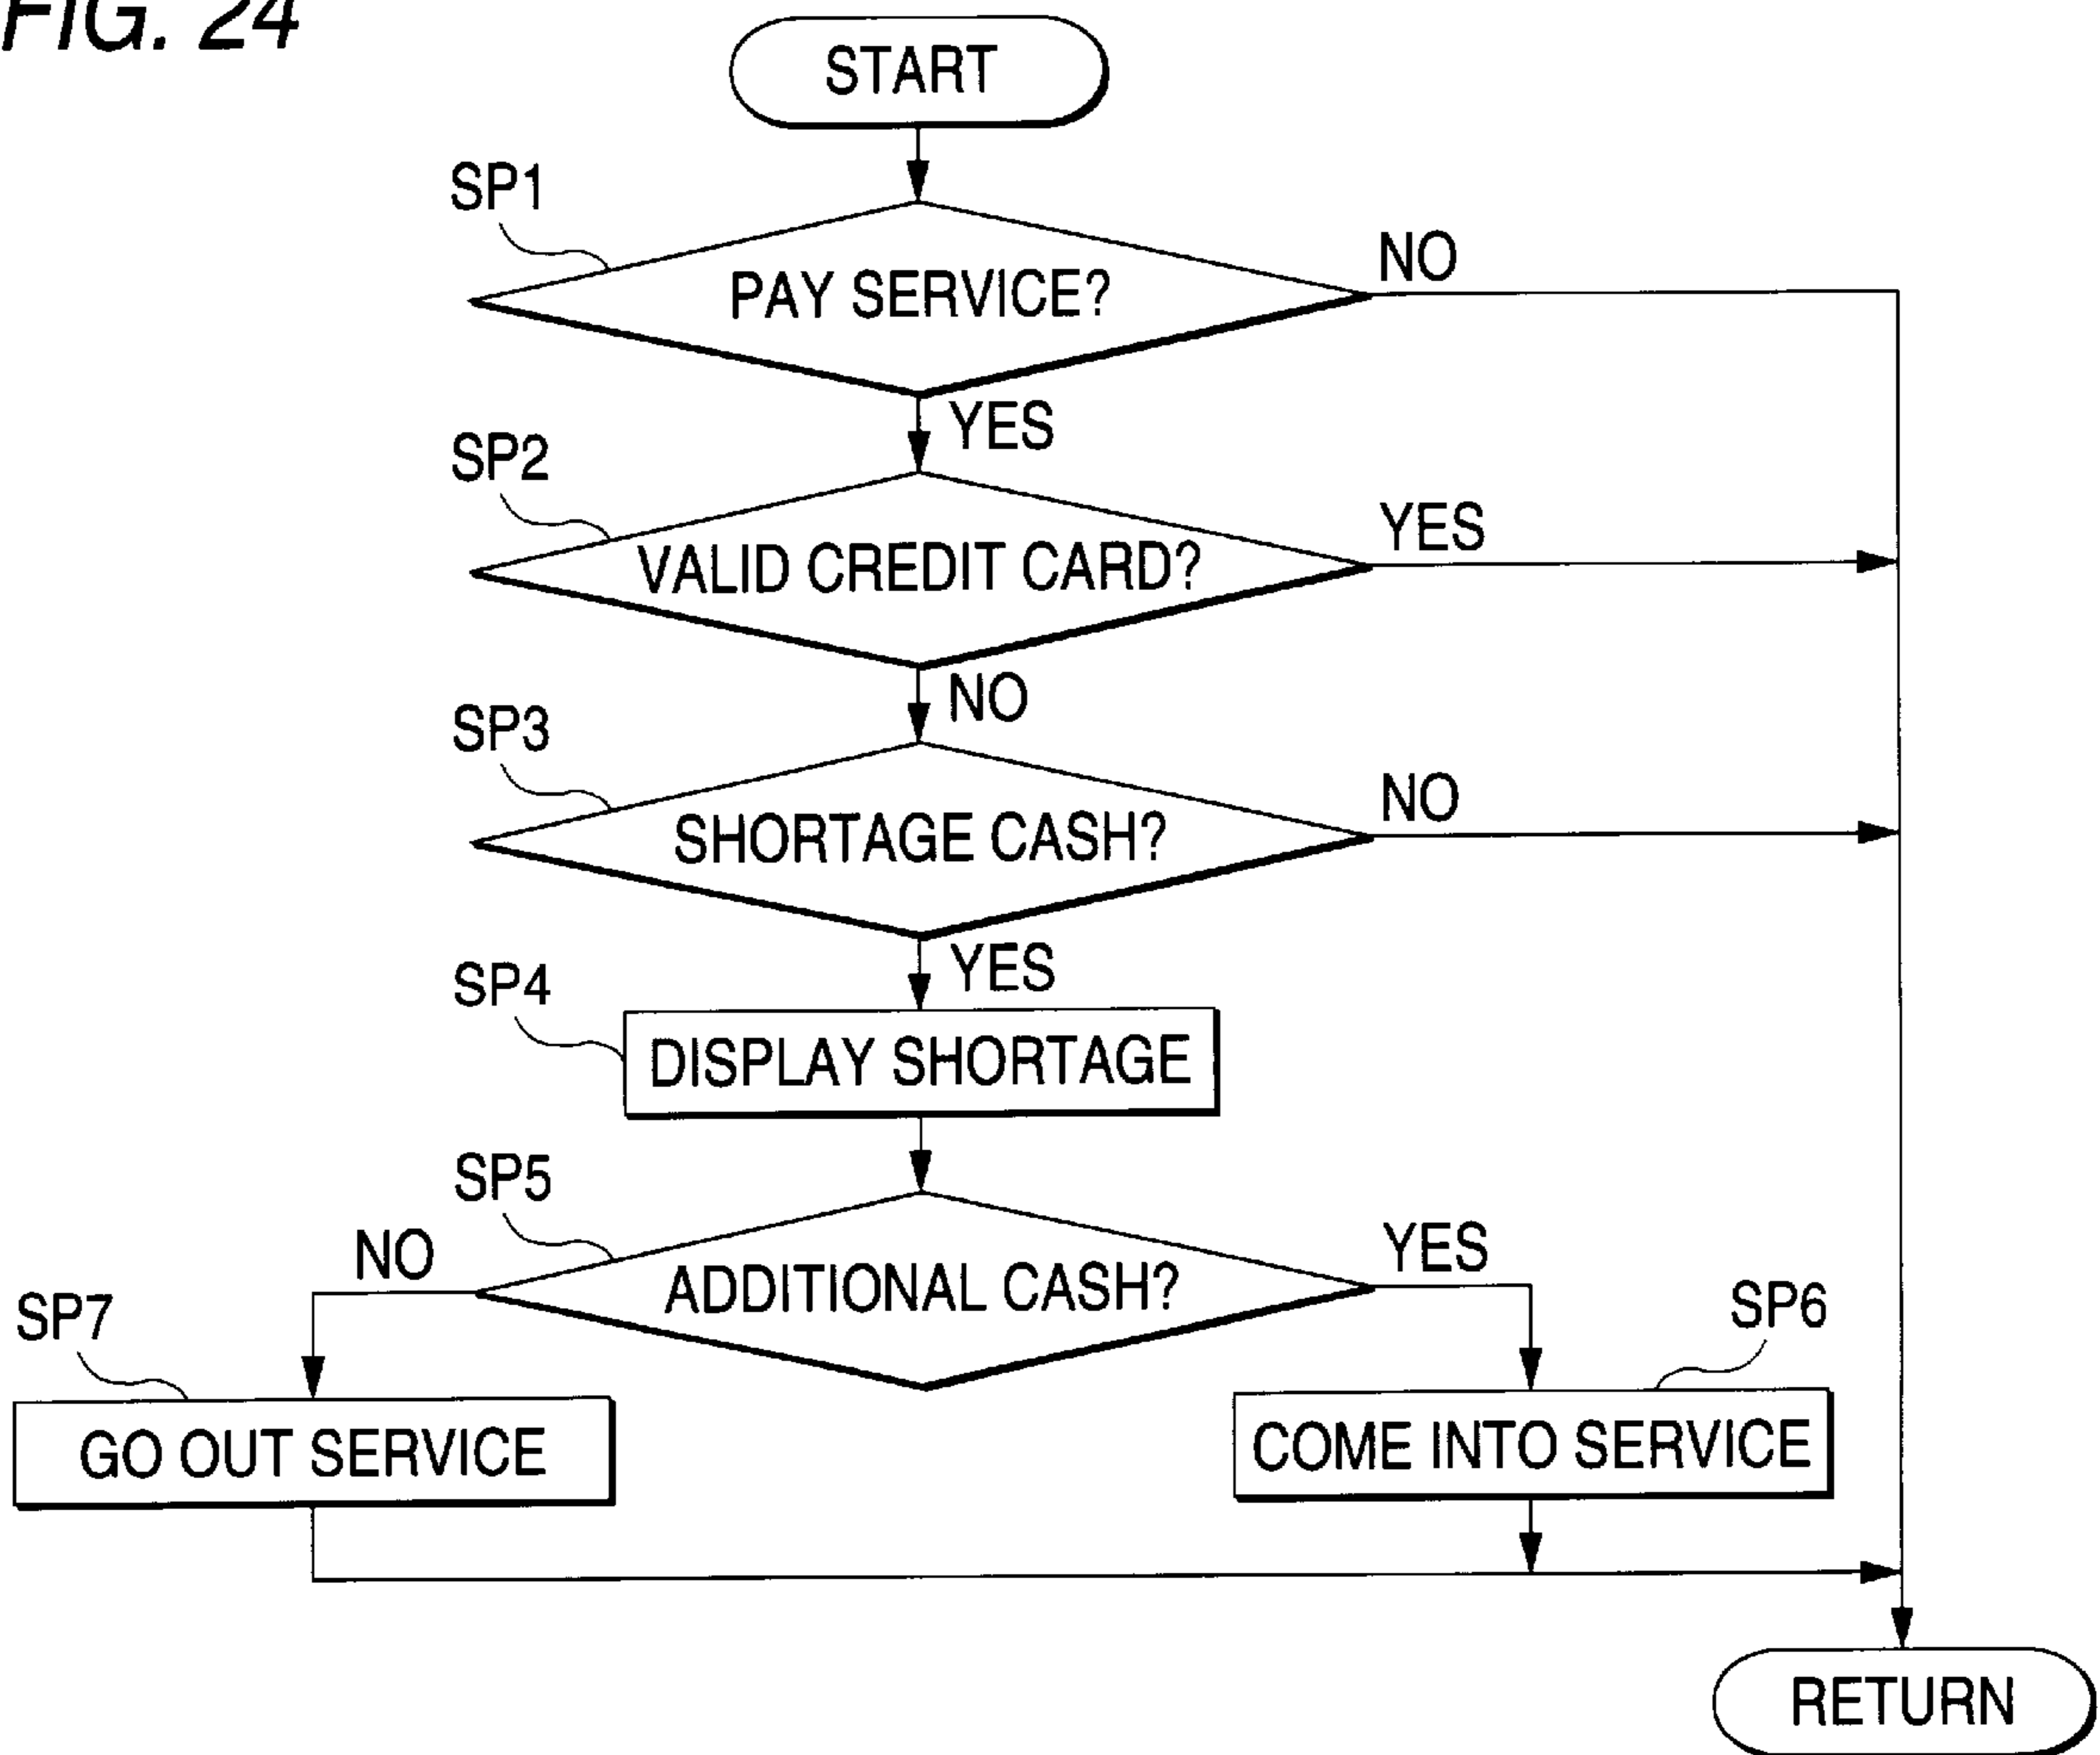 FIG. 24
START
SP1
PAY SERVICE?
NO
YES
SP2
VALID CREDIT CARD?
YES
NO
SP3
SHORTAGE CASH?
NO
YES
SP4
DISPLAY SHORTAGE
SP5
ADDITIONAL CASH?
NO
YES
SP7
GO OUT SERVICE
SP6
COME INTO SERVICE
RETURN